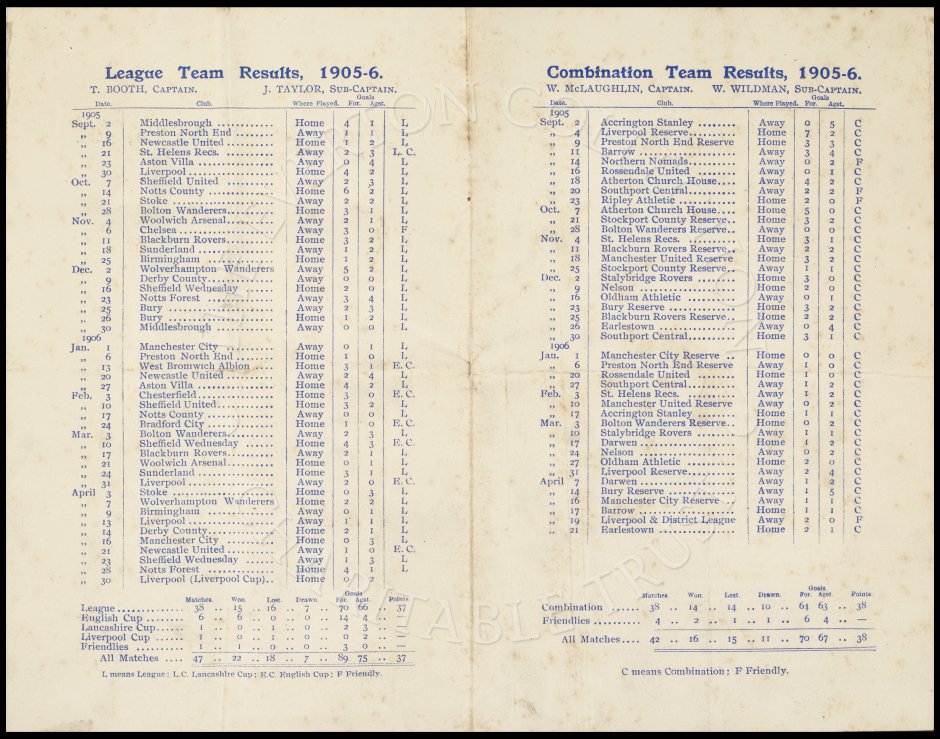 League Team Results, 1905-6.
T. BOOTH, CAPTAIN. J. TAYLOR, SUB-CAPTAIN.
Goals
Date. Club. Where Played. For. Agst.
1905
Sept. 2 Middlesbrough Home 4 1 L
„ 9 Preston North End Away 1 1 L
„ 16 Newcastle United Home 1 2 L
„ 21 St. Helens Recs. Away 2 3 L.C.
„ 23 Aston Villa Away 0 4 L
„ 30 Liverpool Home 4 2 L
Oct. 7 Sheffield United Away 2 3 L
„ 14 Notts County Home 6 2 L
„ 21 Stoke Away 2 2 L
„ 28 Bolton Wanderers Home 3 1 L
Nov. 4 Woolwich Arsenal Away 2 1 L
„ 6 Chelsea Away 3 0 F
„ 11 Blackburn Rovers Home 3 2 L
„ 18 Sunderland Away 1 2 L
„ 25 Birmingham Home 1 2 L
Dec. 2 Wolverhampton Wanderers Away 5 2 L
„ 9 Derby County Away 0 0 L
„ 16 Sheffield Wednesday Home 2 0 L
„ 23 Notts Forest Away 3 4 L
„ 25 Bury Away 2 3 L
„ 26 Bury Home 1 2 L
„ 30 Middlesbrough Away 0 0 L
1906
Jan. 1 Manchester City Away 0 1 L
„ 6 Preston North End Home 1 0 L
„ 13 West Bromwich Albion Home 3 1 E.C.
„ 20 Newcastle United Away 2 4 L
„ 27 Aston Villa Home 4 2 L
Feb. 3 Chesterfield Home 3 0 E.C.
„ 10 Sheffield United Home 3 2 L
„ 17 Notts County Away 0 0 L
„ 24 Bradford City Home 1 0 E.C.
Mar. 3 Bolton Wanderers Away 2 3 L
„ 10 Sheffield Wednesday Home 4 3 E.C.
„ 17 Blackburn Rovers Away 2 1 L
„ 21 Woolwich Arsenal Home 0 1 L
„ 24 Sunderland Home 3 1 L
„ 31 Liverpool Away 2 0 E.C.
April 3 Stoke Home 0 3 L
„ 7 Wolverhampton Wanderers Home 2 2 L
„ 9 Birmingham Away 0 1 L
„ 13 Liverpool Away 1 1 L
„ 14 Derby County Home 2 1 L
„ 16 Manchester City Home 0 3 L
„ 21 Newcastle United Away 1 0 E.C.
„ 23 Sheffield Wednesday Away 1 3 L
„ 28 Notts Forest Home 4 1 L
„ 30 Liverpool (Liverpool Cup) Home 0 2
Goals
Matches. Won. Lost. Drawn. For. Agst. Points.
League 38 15 16 7 70 66 37
English Cup 6 6 0 0 14 4 —
Lancashire Cup 1 0 1 0 2 3 —
Liverpool Cup 1 0 1 0 0 2 —
Friendlies 1 1 0 0 3 0 —
All Matches 47 22 18 7 89 75 37
L means League; L.C. Lancashire Cup; E.C. English Cup; F Friendly.
Combination Team Results, 1905-6.
W. McLAUGHLIN, CAPTAIN. W. WILDMAN, SUB-CAPTAIN.
Goals
Date. Club. Where Played. For. Agst.
1905
Sept. 2 Accrington Stanley Away 0 5 C
„ 4 Liverpool Reserve Home 7 2 C
„ 9 Preston North End Reserve Home 3 3 C
„ 11 Barrow Away 3 4 C
„ 14 Northern Nomads Away 0 2 F
„ 16 Rossendale United Away 0 1 C
„ 18 Atherton Church House Away 4 2 C
„ 20 Southport Central Away 2 2 F
„ 23 Ripley Athletic Home 2 0 F
Oct. 7 Atherton Church House Home 5 0 C
„ 21 Stockport County Reserve Home 3 2 C
„ 28 Bolton Wanderers Reserve Away 0 0 C
Nov. 4 St. Helens Recs. Home 3 1 C
„ 11 Blackburn Rovers Reserve Away 2 2 C
„ 18 Manchester United Reserve Home 3 2 C
„ 25 Stockport County Reserve Away 1 1 C
Dec. 2 Stalybridge Rovers Home 3 0 C
„ 9 Nelson Home 2 0 C
„ 16 Oldham Athletic Away 0 1 C
„ 23 Bury Reserve Home 3 2 C
„ 25 Blackburn Rovers Reserve Home 2 2 C
„ 26 Earlestown Away 0 4 C
„ 30 Southport Central Home 3 1 C
1906
Jan. 1 Manchester City Reserve Home 0 0 C
„ 6 Preston North End Reserve Away 1 0 C
„ 20 Rossendale United Home 1 0 C
„ 27 Southport Central Away 1 2 C
Feb. 3 St. Helens Recs. Away 1 2 C
„ 10 Manchester United Reserve Away 0 2 C
„ 17 Accrington Stanley Home 1 1 C
Mar. 3 Bolton Wanderers Reserve Home 0 2 C
„ 10 Stalybridge Rovers Away 1 1 C
„ 17 Darwen Home 1 2 C
„ 24 Nelson Away 0 2 C
„ 27 Oldham Athletic Home 2 0 C
„ 31 Liverpool Reserve Away 2 4 C
April 7 Darwen Away 1 2 C
„ 14 Bury Reserve Away 1 5 C
„ 16 Manchester City Reserve Away 1 1 C
„ 17 Barrow Home 1 1 C
„ 19 Liverpool & District League Away 2 0 F
„ 21 Earlestown Home 2 1 C
Goals
Matches. Won. Lost. Drawn. For. Agst. Points.
Combination 38 14 14 10 64 63 38
Friendlies 4 2 1 1 6 4 —
All Matches 42 16 15 11 70 67 38
C means Combination; F Friendly.